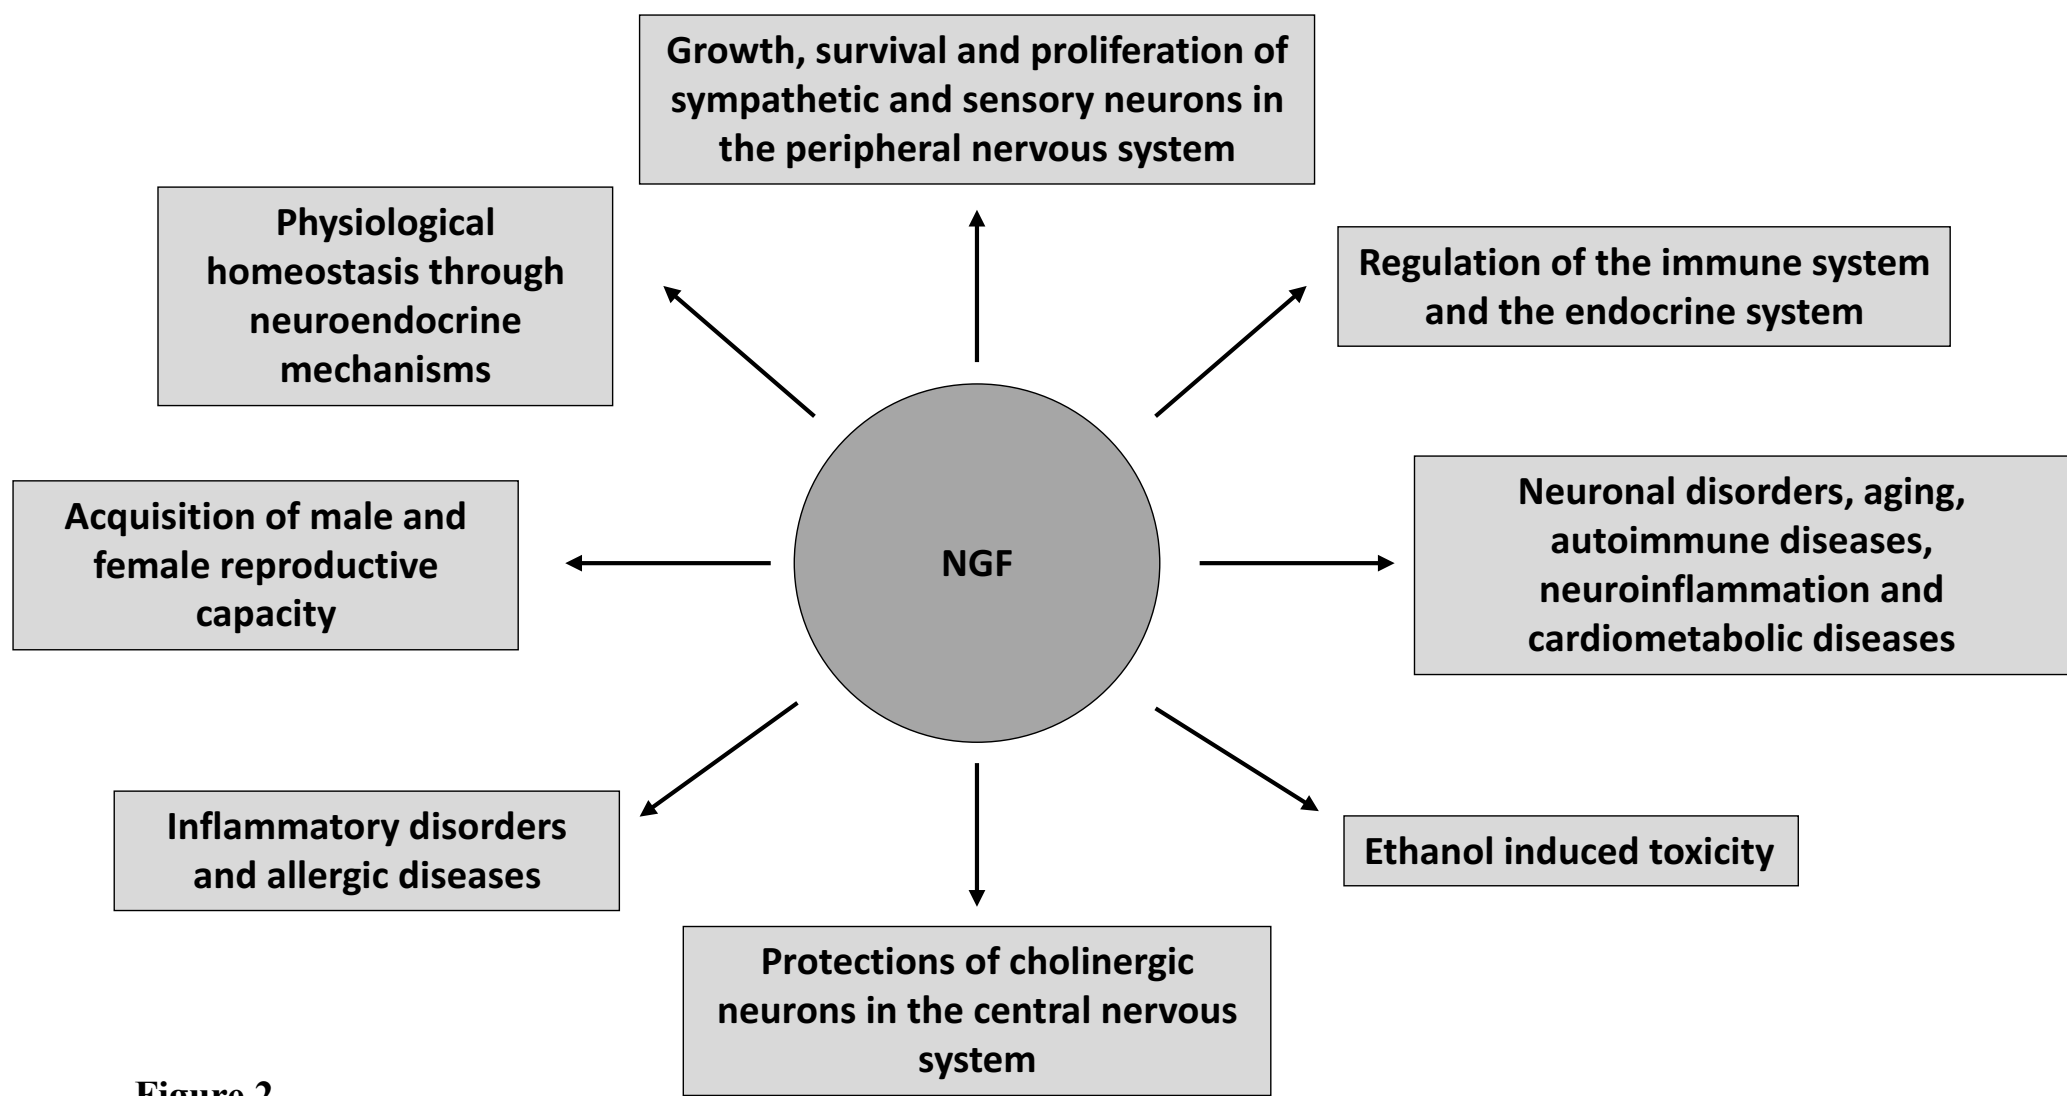 Growth, survival and proliferation of
sympathetic and sensory neurons in
the peripheral nervous system
Physiological
homeostasis through
neuroendocrine
mechanisms
Regulation of the immune system
and the endocrine system
Acquisition of male and
female reproductive
capacity
NGF
Neuronal disorders, aging,
autoimmune diseases,
neuroinflammation and
cardiometabolic diseases
Inflammatory disorders
and allergic diseases
Ethanol induced toxicity
Protections of cholinergic
neurons in the central nervous
system
Figure 2